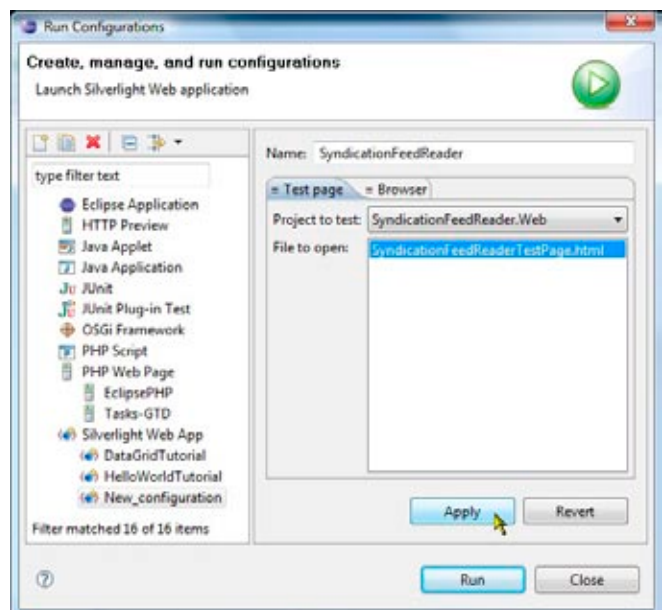 Run Configurations
Create, manage, and run configurations
Launch Silverlight Web application
type filter text
Eclipse Application
HTTP Preview
Java Applet
Java Application
Ju JUnit
JUnit Plug-in Test
OSGi Framework
PHP Script
PHP Web Page
EclipsePHP
Tasks-GTD
Silverlight Web App
DataGridTutorial
HelloWorldTutorial
New_configuration
Filter matched 16 of 16 items
Name: SyndicationFeedReader
Test page
Browser
Project to test: SyndicationFeedReader.Web
File to open: SyndicationFeedReaderTestPage.html
Apply
Revert
?
Run
Close